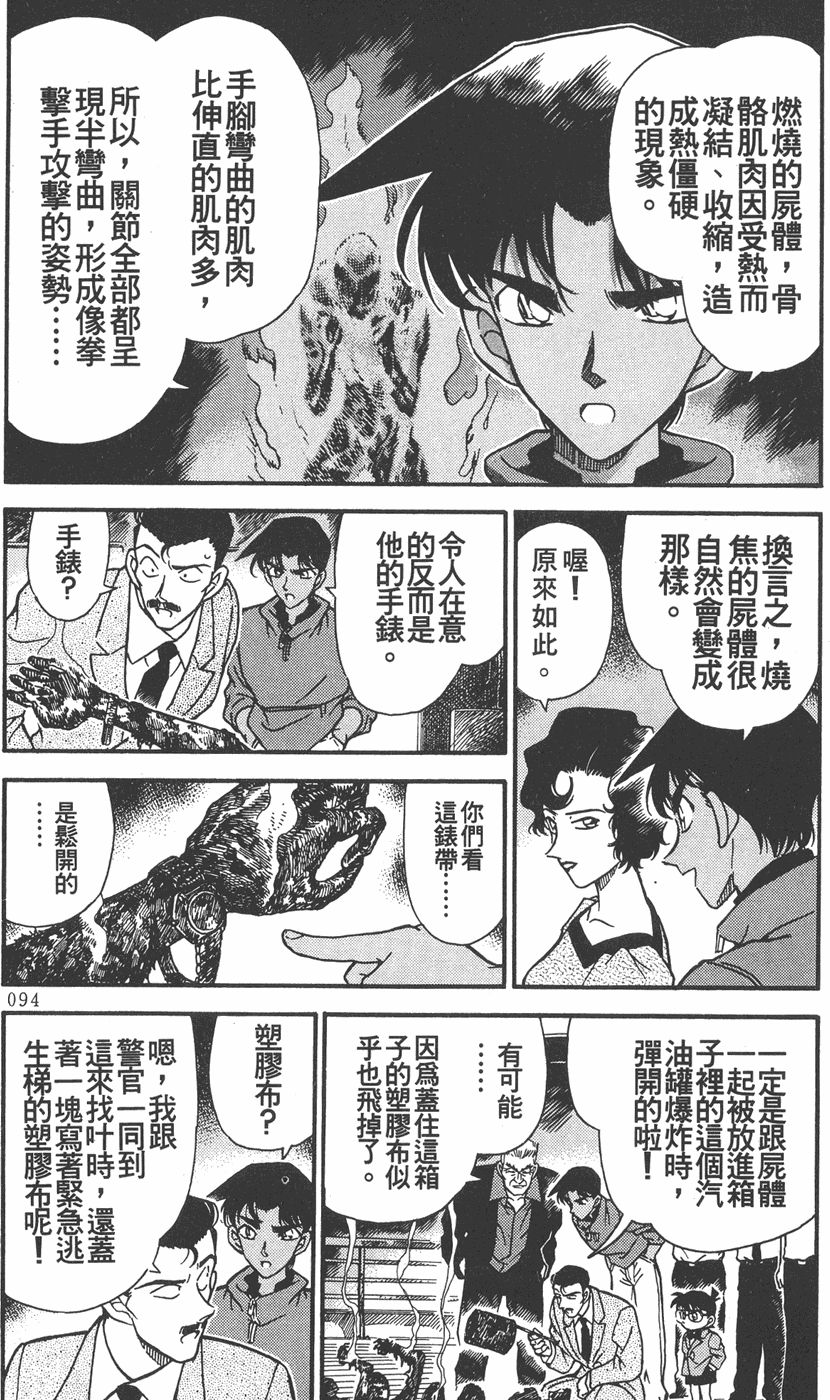 燃燒的屍體，骨
骼肌肉因受熱而
凝結、收縮，造
成熱僵硬
的現象。
手腳彎曲的肌肉
比伸直的肌肉多，
所以，關節全部都呈
現半彎曲，形成像拳
擊手攻擊的姿勢……
換言之，燒
焦的屍體很
自然會變成
那樣。
喔！
原來如此。
令人在意
的反而是
他的手錶。
手錶？
你們看
這錶帶……
是鬆開的
……
094
一定是跟屍體
一起被放進箱
子裡的這個汽
油罐爆炸時，
彈開的啦！
有可能
……
因為蓋住這箱
子的塑膠布似
乎也飛掉了。
塑膠布？
嗯，我跟
警官一同到
這來找叶時，還蓋
著一塊寫著緊急逃
生梯的塑膠布呢！